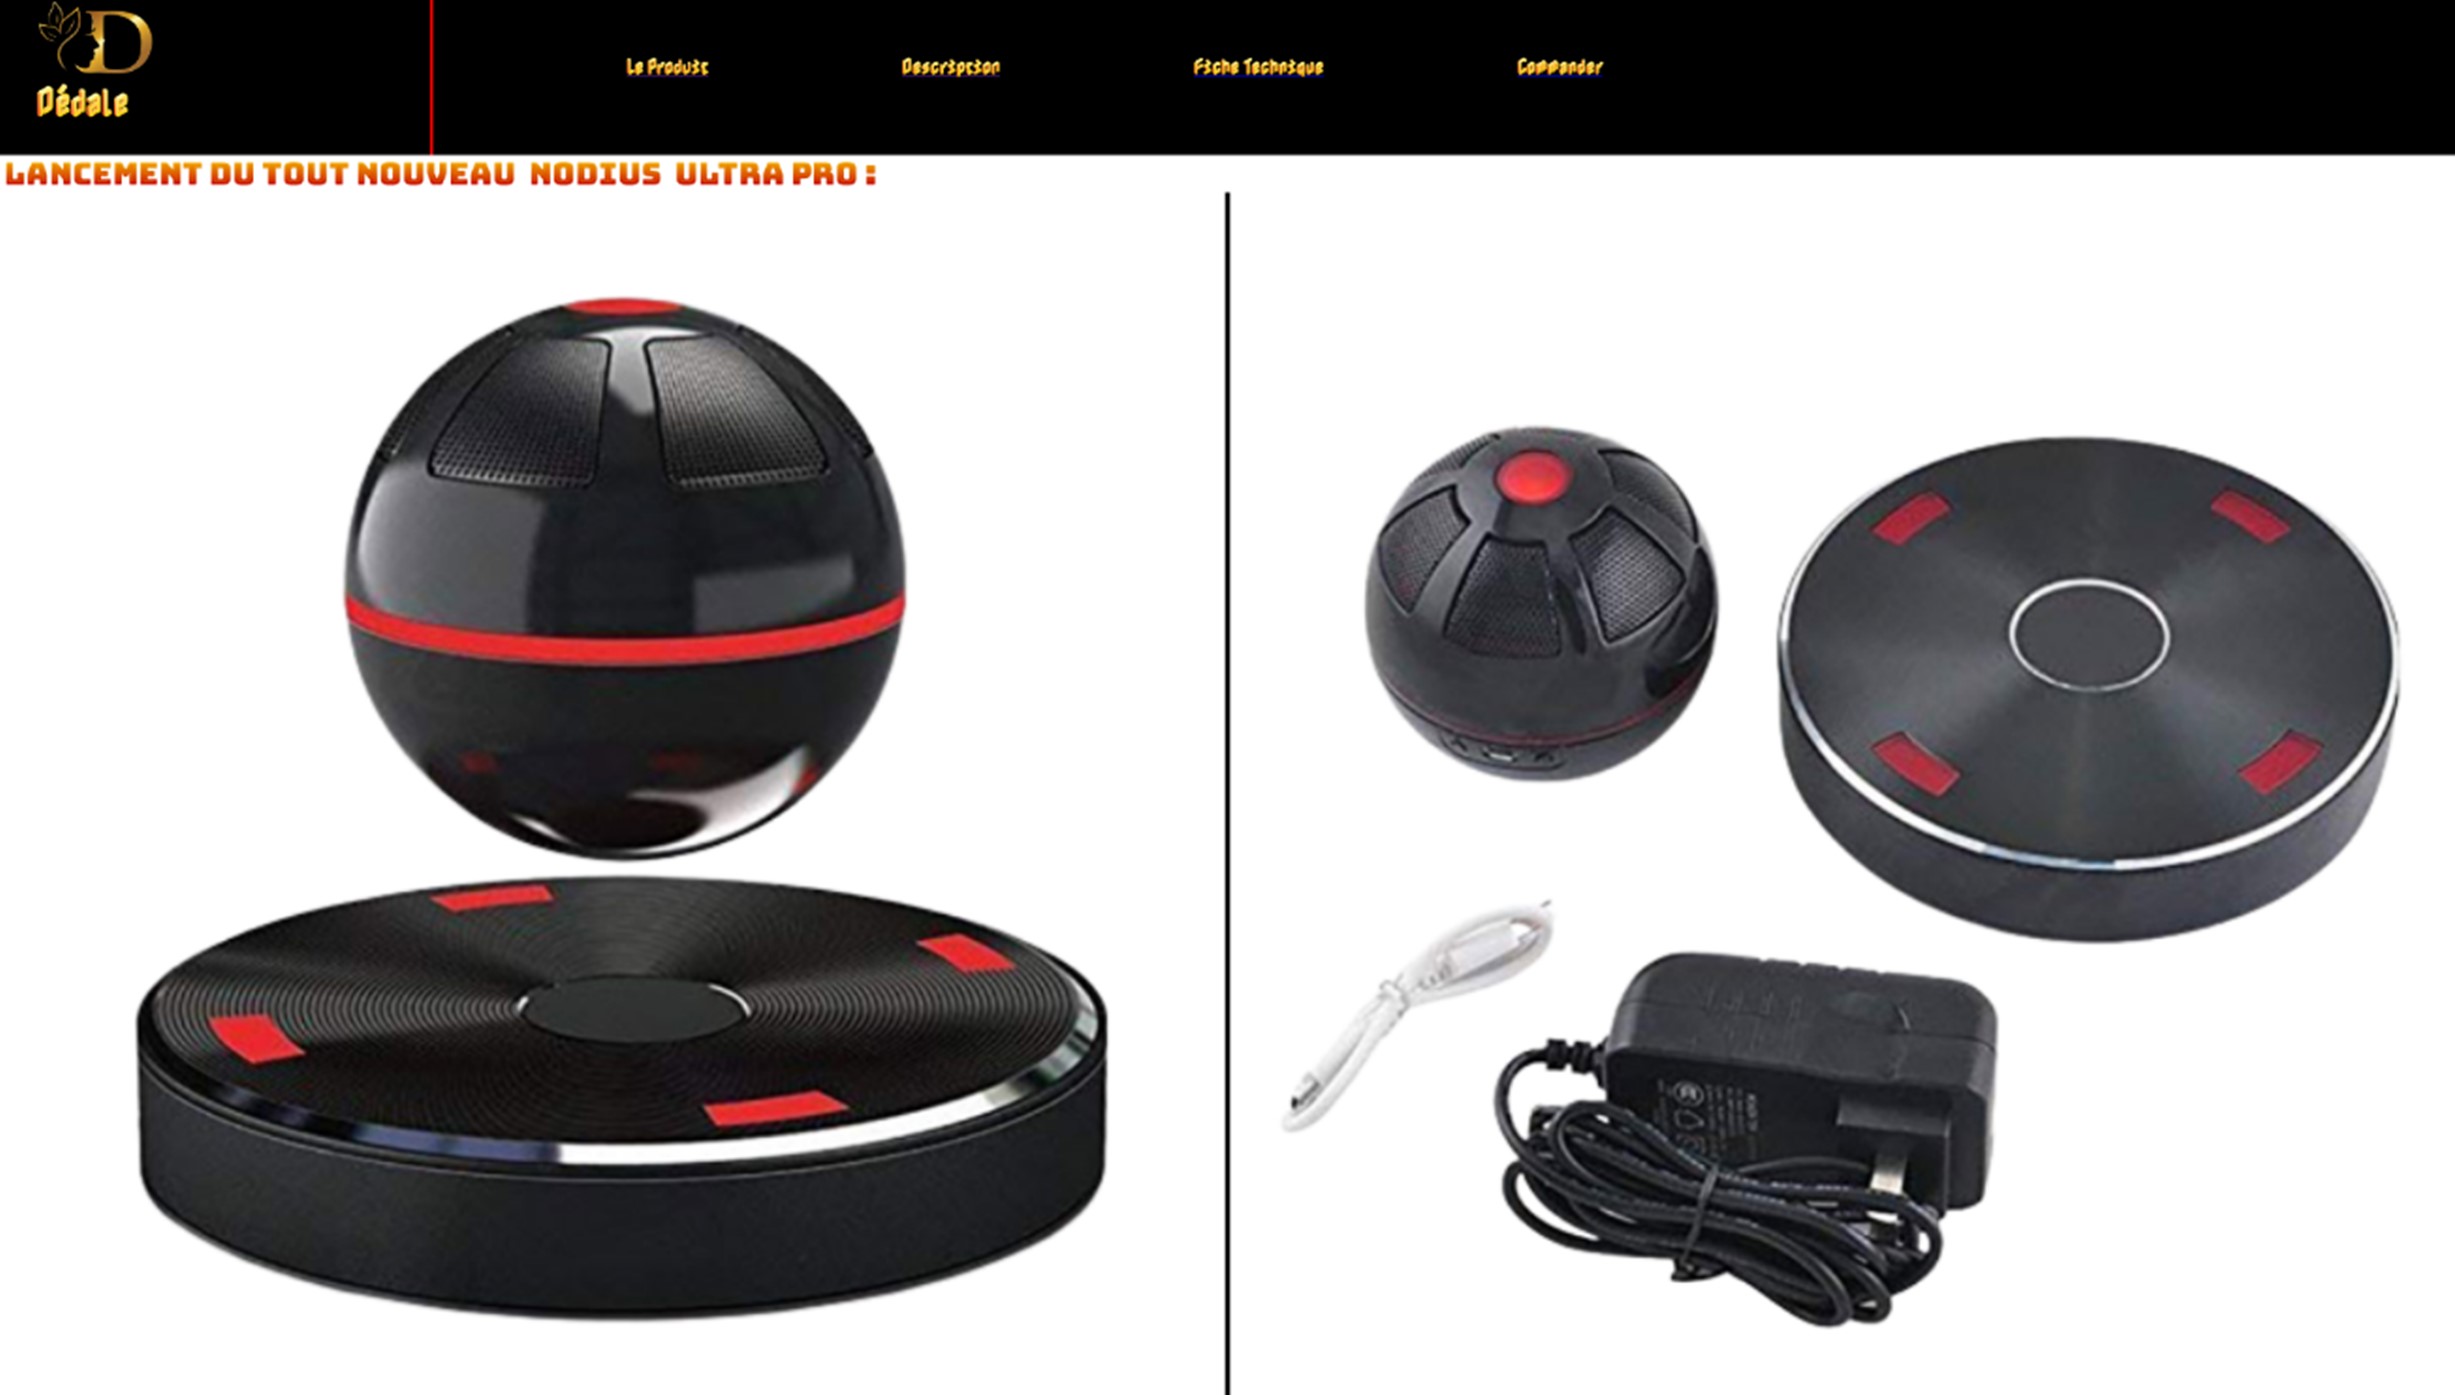 D
Dédale
Le Produit
Description
Fiche Technique
Commander
LANCEMENT DU TOUT NOUVEAU NODIUS ULTRA PRO :